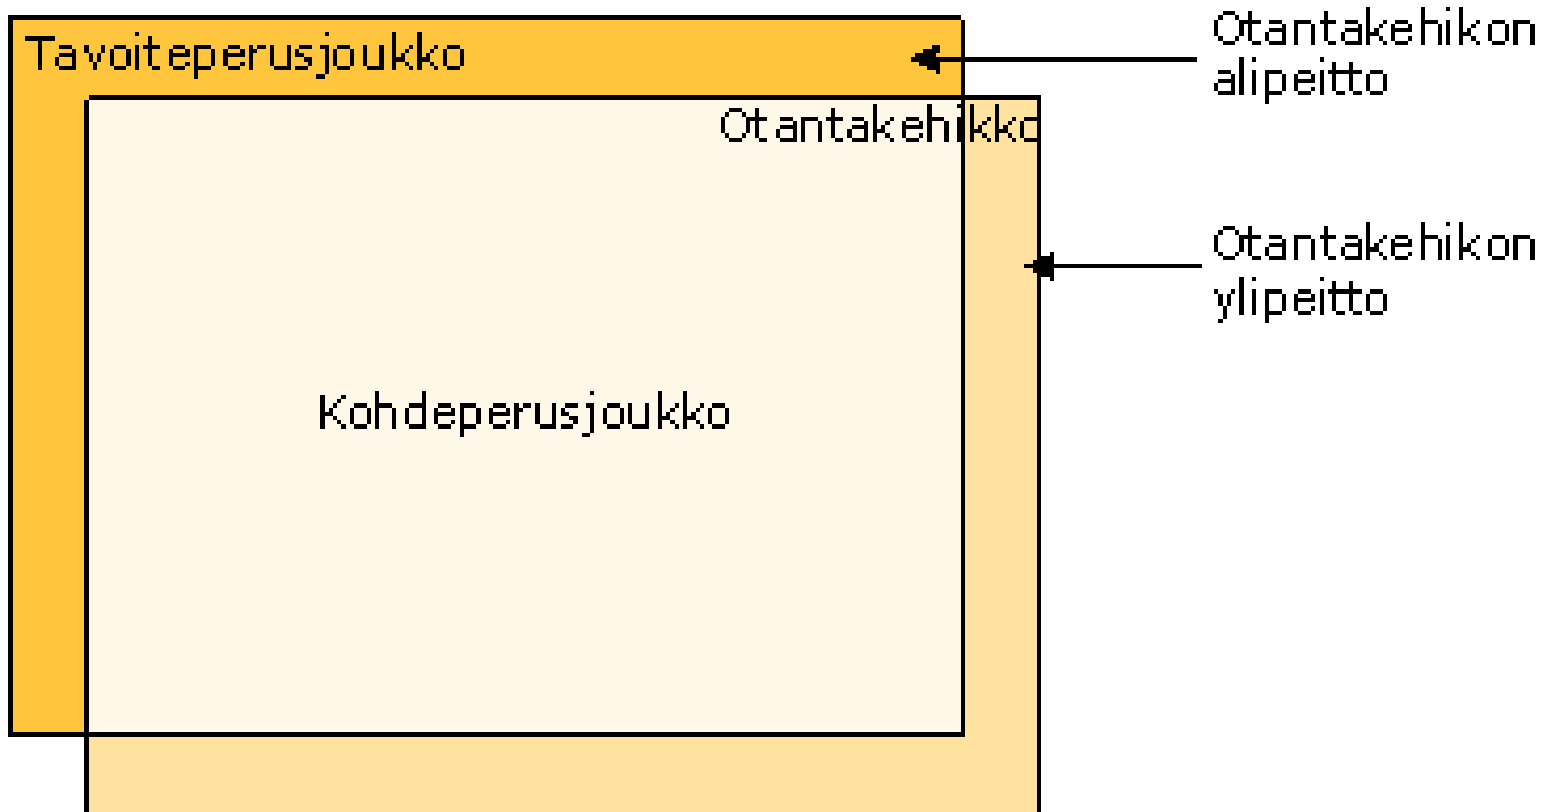 Tavoiteperusjoukko
Otantakehikon
alipeitto
Otantakehikko
Otantakehikon
ylipeitto
Kohdeperusjoukko